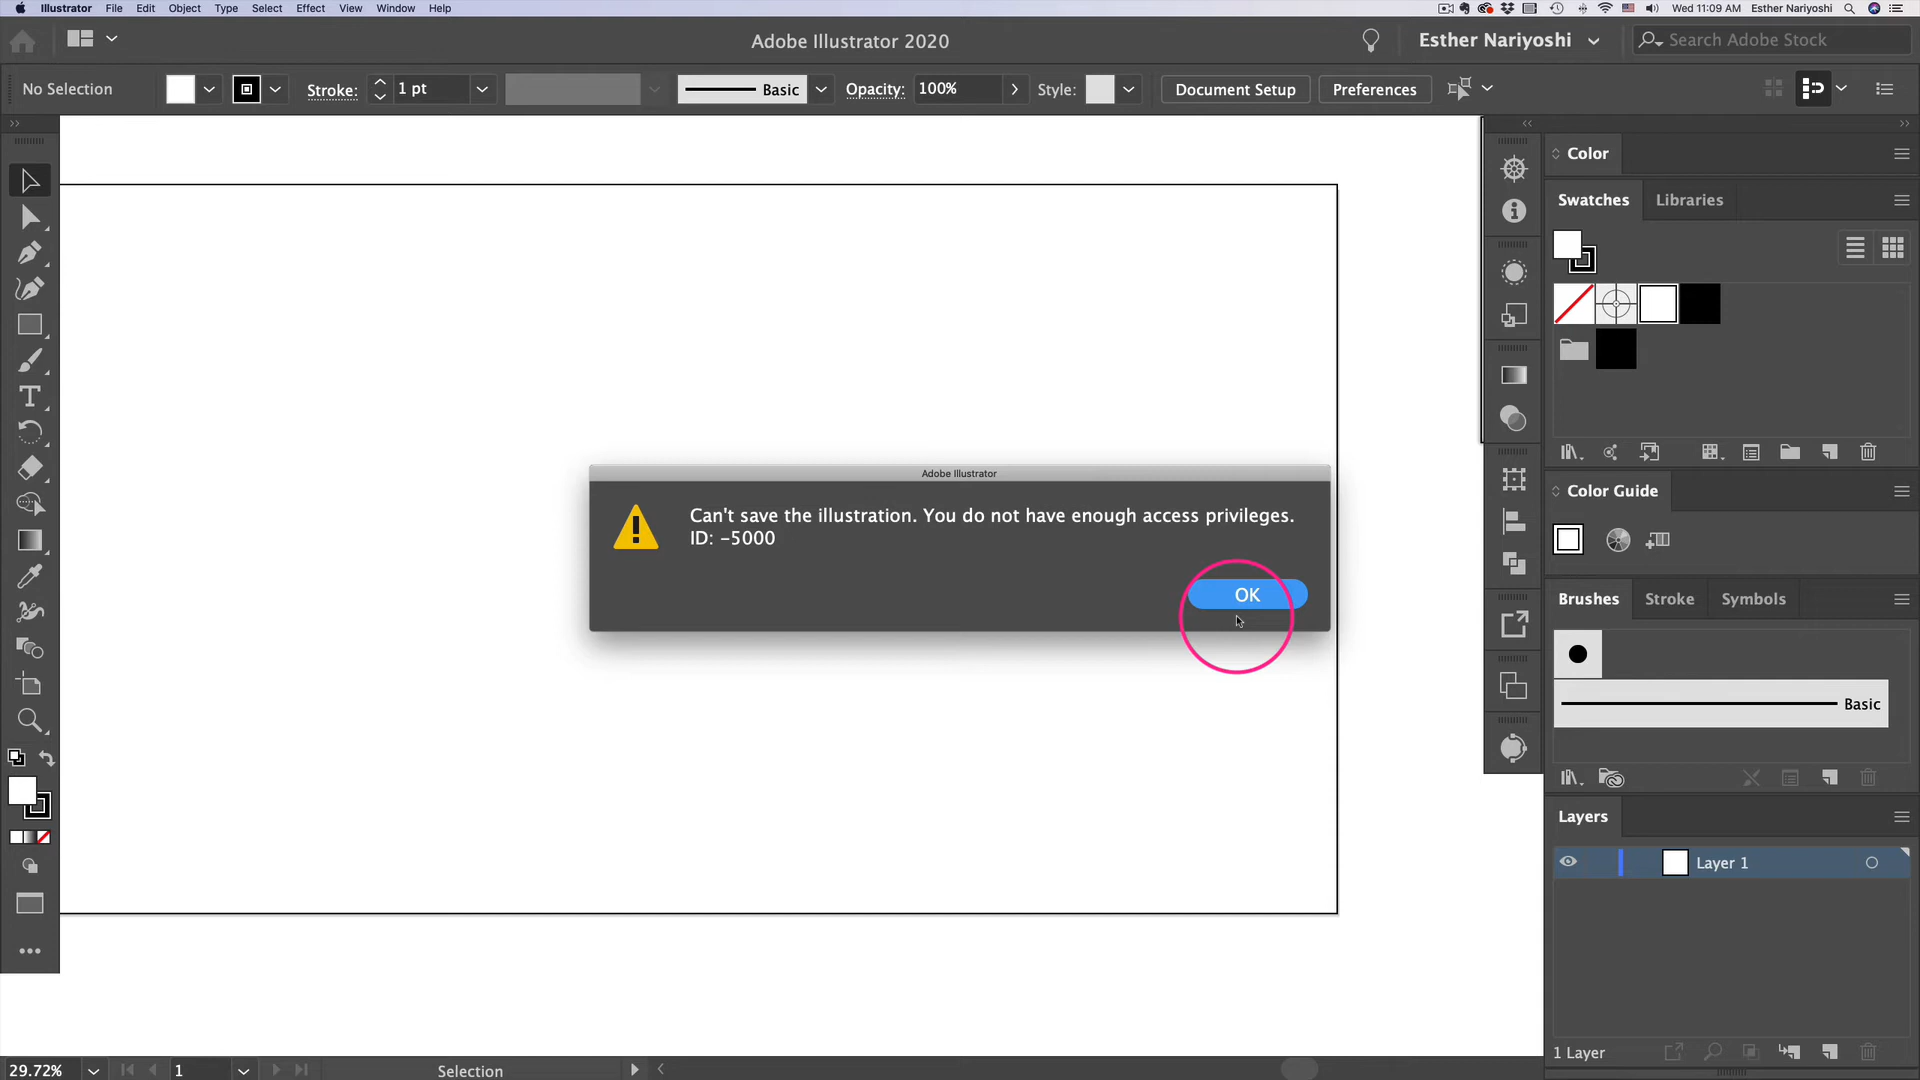 Illustrator File Edit Object Type Select Effect View Window Help
Wed 11:09 AM Esther Nariyoshi
Adobe Illustrator 2020
Esther Nariyoshi
Search Adobe Stock
No Selection
Stroke:
1 pt
Basic
Opacity:
100%
Style:
Document Setup
Preferences
Color
Swatches
Libraries
Adobe Illustrator
Can't save the illustration. You do not have enough access privileges.
ID: -5000
OK
Color Guide
Brushes
Stroke
Symbols
Basic
Layers
Layer 1
1 Layer
29.72%
1
Selection